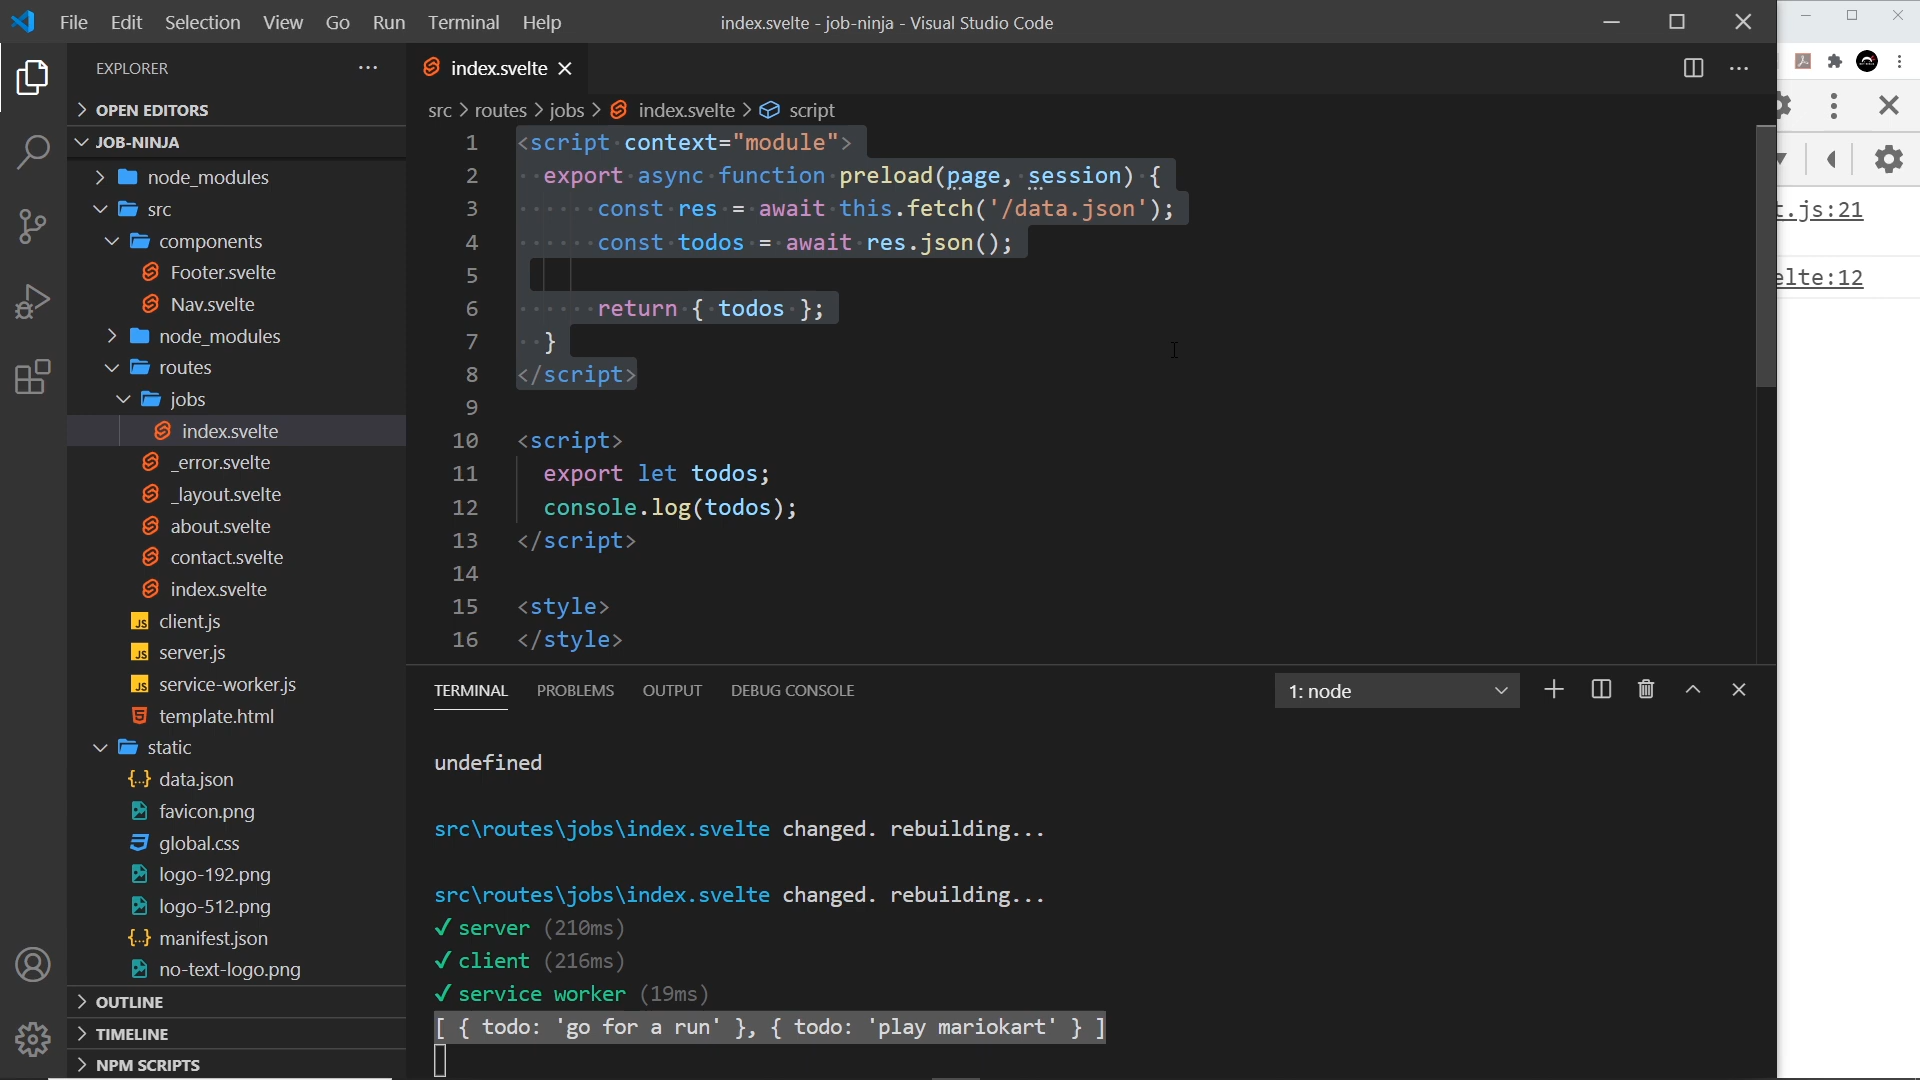 File Edit Selection View Go Run Terminal Help
index.svelte - job-ninja - Visual Studio Code
EXPLORER
OPEN EDITORS
JOB-NINJA
node_modules
src
components
Footer.svelte
Nav.svelte
node_modules
routes
jobs
index.svelte
_error.svelte
_layout.svelte
about.svelte
contact.svelte
index.svelte
JS client.js
JS server.js
JS service-worker.js
template.html
static
{..} data.json
favicon.png
global.css
logo-192.png
logo-512.png
{..} manifest.json
no-text-logo.png
OUTLINE
TIMELINE
NPM SCRIPTS
index.svelte
src > routes > jobs > index.svelte > script
1 <script context="module">
2 export async function preload(page, session) {
3 const res = await this.fetch('/data.json');
4 const todos = await res.json();
5
6 return { todos };
7 }
8 </script>
9
10 <script>
11 export let todos;
12 console.log(todos);
13 </script>
14
15 <style>
16 </style>
TERMINAL PROBLEMS OUTPUT DEBUG CONSOLE
1: node
undefined
src\routes\jobs\index.svelte changed. rebuilding...
src\routes\jobs\index.svelte changed. rebuilding...
✓ server (210ms)
✓ client (216ms)
✓ service worker (19ms)
[ { todo: 'go for a run' }, { todo: 'play mariokart' } ]
t.js:21
elte:12